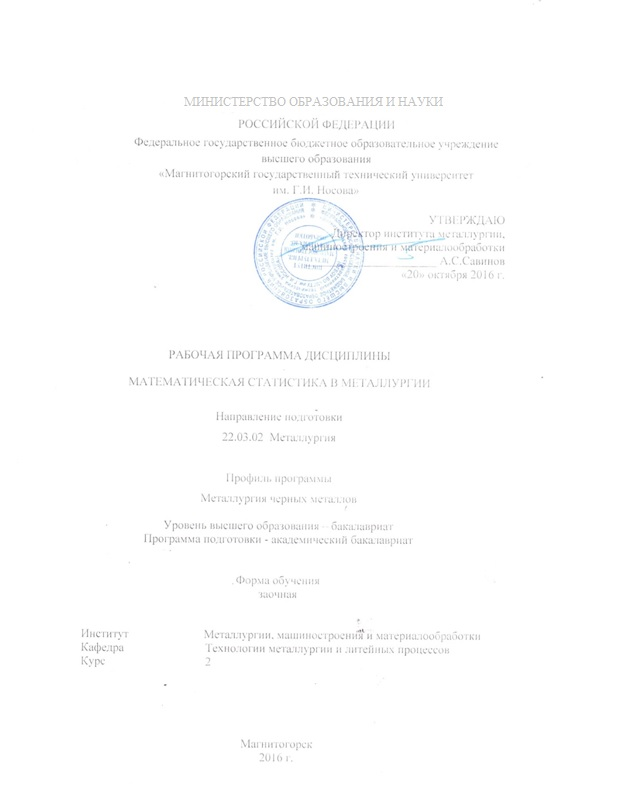 МИНИСТЕРСТВО ОБРАЗОВАНИЯ И НАУКИ
РОССИЙСКОЙ ФЕДЕРАЦИИ
Федеральное государственное бюджетное образовательное учреждение
высшего образования
«Магнитогорский государственный технический университет
им. Г.И. Носова»
УТВЕРЖДАЮ
Директор института металлургии,
машиностроения и материалообработки
А.С.Савинов
«20» октября 2016 г.
РАБОЧАЯ ПРОГРАММА ДИСЦИПЛИНЫ
МАТЕМАТИЧЕСКАЯ СТАТИСТИКА В МЕТАЛЛУРГИИ
Направление подготовки
22.03.02 Металлургия
Профиль программы
Металлургия черных металлов
Уровень высшего образования – бакалавриат
Программа подготовки - академический бакалавриат
Форма обучения
заочная
Институт Металлургии, машиностроения и материалообработки
Кафедра Технологии металлургии и литейных процессов
Курс 2
Магнитогорск
2016 г.